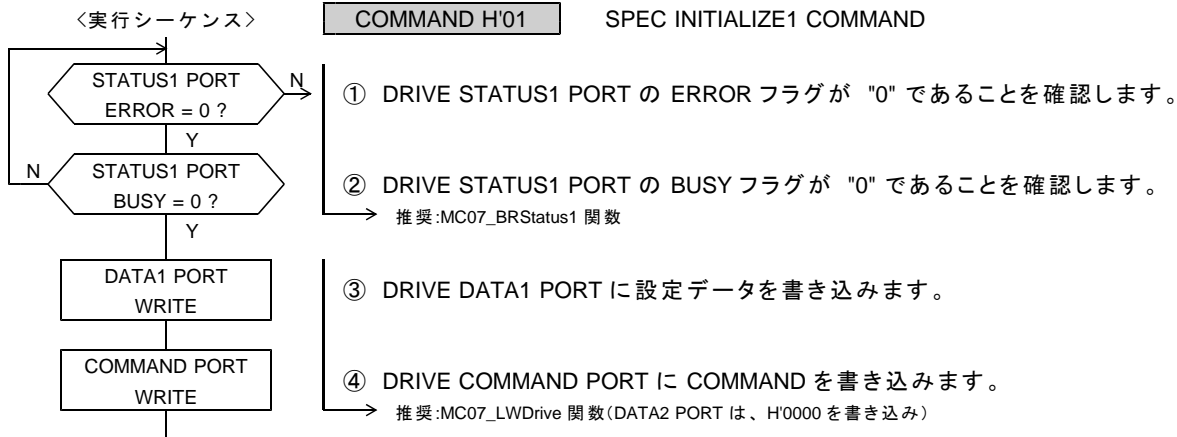 〈実行シーケンス〉 COMMAND H'01 SPEC INITIALIZE1 COMMAND
STATUS1 PORT
ERROR = 0 ?
N
① DRIVE STATUS1 PORT の ERROR フラグが "0" であることを確認します。
Y
N
STATUS1 PORT
BUSY = 0 ?
② DRIVE STATUS1 PORT の BUSY フラグが "0" であることを確認します。
推奨:MC07_BRStatus1 関数
Y
DATA1 PORT
WRITE
③ DRIVE DATA1 PORT に設定データを書き込みます。
COMMAND PORT
WRITE
④ DRIVE COMMAND PORT に COMMAND を書き込みます。
推奨:MC07_LWDrive 関数(DATA2 PORT は、H'0000 を書き込み)